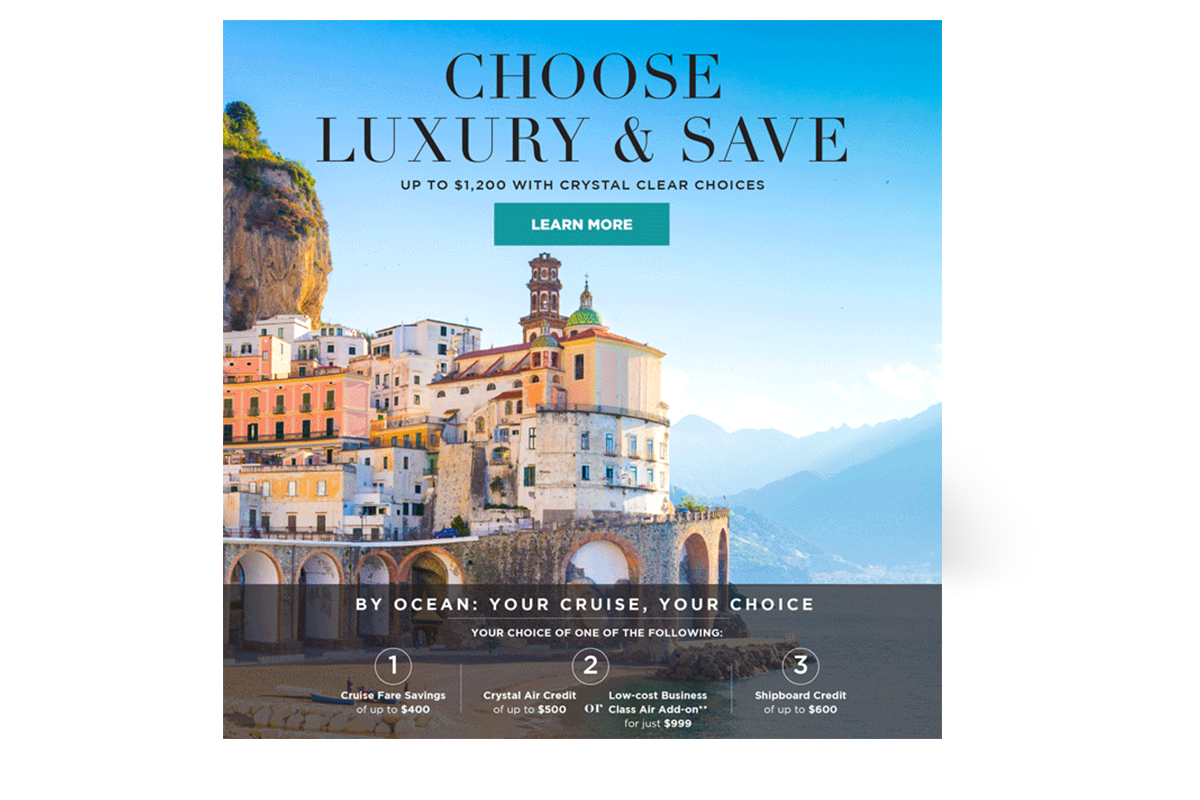 CHOOSE
LUXURY & SAVE
UP TO $1,200 WITH CRYSTAL CLEAR CHOICES
LEARN MORE
BY OCEAN: YOUR CRUISE, YOUR CHOICE
YOUR CHOICE OF ONE OF THE FOLLOWING:
1
Cruise Fare Savings
of up to $400
2
Crystal Air Credit
of up to $500
or
Low-cost Business
Class Air Add-on**
for just $999
3
Shipboard Credit
of up to $600